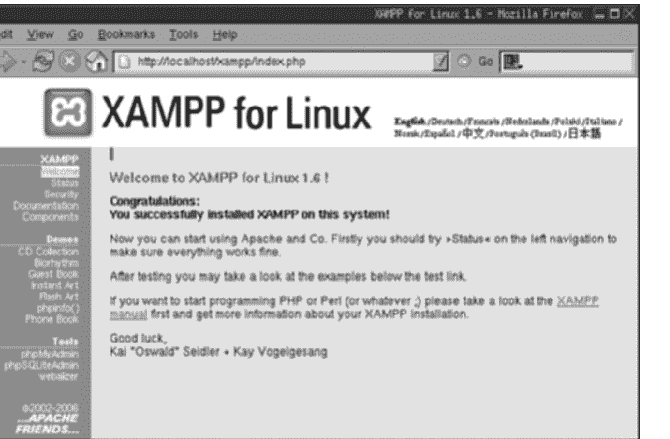 XAMPP for Linux 1.6 - Mozilla Firefox
dit View Go Bookmarks Tools Help
http://localhost/xampp/index.php
Go
XAMPP for Linux
English /Deutsch/Francais/Nederlands/Polski/Italiano /
Norsk/Español /中文/Portugués (Brasil) /日本語
XAMPP
Welcome
Status
Security
Documentation
Components
Demos
CD Collection
Biorhythm
Guest Book
Instant Art
Flash Art
phpinfo()
Phone Book
Tools
phpMyAdmin
phpSQLiteAdmin
webalizer
©2002-2006
...APACHE
FRIENDS...
Welcome to XAMPP for Linux 1.6 !
Congratulations:
You successfully installed XAMPP on this system!
Now you can start using Apache and Co. Firstly you should try »Status« on the left navigation to
make sure everything works fine.
After testing you may take a look at the examples below the test link.
If you want to start programming PHP or Perl (or whatever ;) please take a look at the XAMPP
manual first and get more information about your XAMPP installation.
Good luck,
Kai "Oswald" Seidler + Kay Vogelgesang